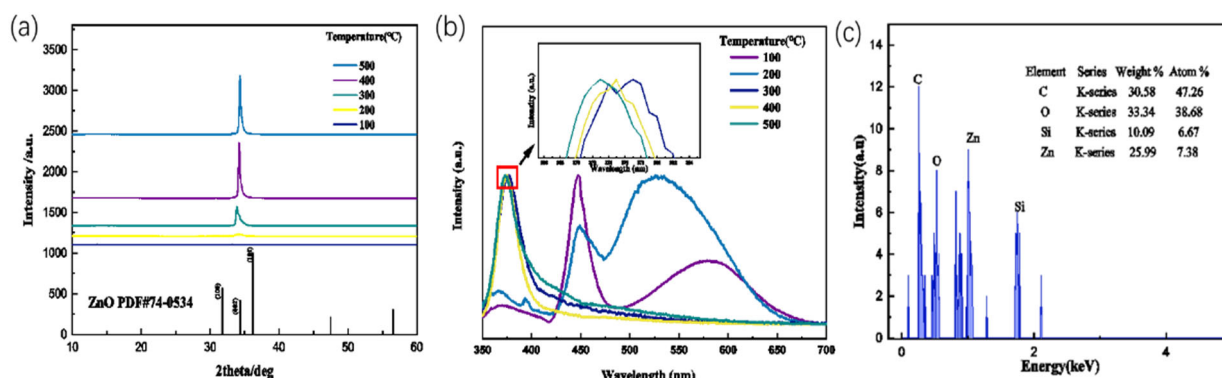 (a)
Temperature(°C)
500
400
300
200
100
3500
3000
2500
2000
1500
1000
500
0
Intensity /a.u.
ZnO PDF#74-0534
10
20
30
40
50
60
2theta/deg
(b)
Temperature(°C)
100
200
300
400
500
Intensity (a.u.)
Wavelength (nm)
Intensity (a.u.)
350
400
450
500
550
600
650
700
Wavelength (nm)
(c)
14
12
10
8
6
4
2
0
Intensity(a.n)
C
O
Zn
Si
Element Series Weight % Atom %
C K-series 30.58 47.26
O K-series 33.34 38.68
Si K-series 10.09 6.67
Zn K-series 25.99 7.38
0
2
4
Energy(keV)